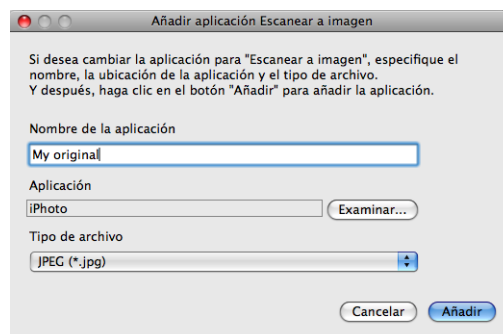 Añadir aplicación Escanear a imagen
Si desea cambiar la aplicación para "Escanear a imagen", especifique el
nombre, la ubicación de la aplicación y el tipo de archivo.
Y después, haga clic en el botón "Añadir" para añadir la aplicación.
Nombre de la aplicación
My original
Aplicación
iPhoto
Examinar...
Tipo de archivo
JPEG (*.jpg)
Cancelar
Añadir